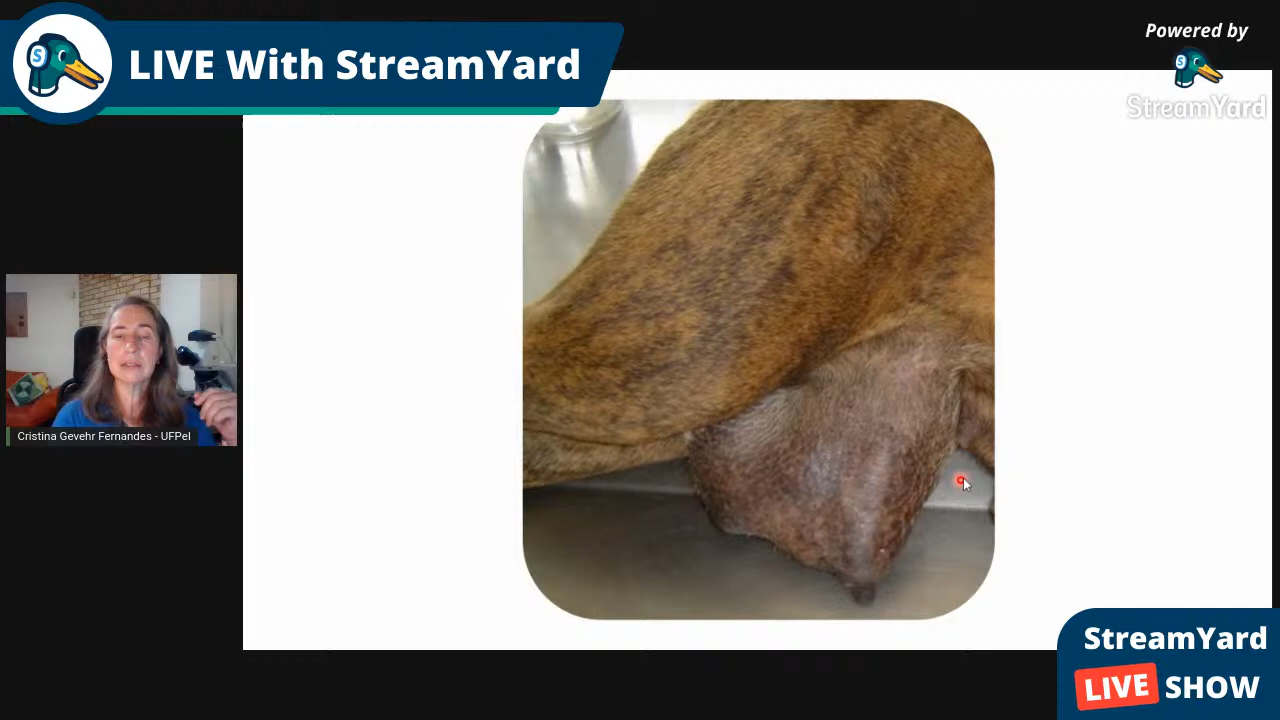 LIVE With StreamYard
Powered by
StreamYard
Cristina Gevehr Fernandes - UFPel
StreamYard
LIVE SHOW